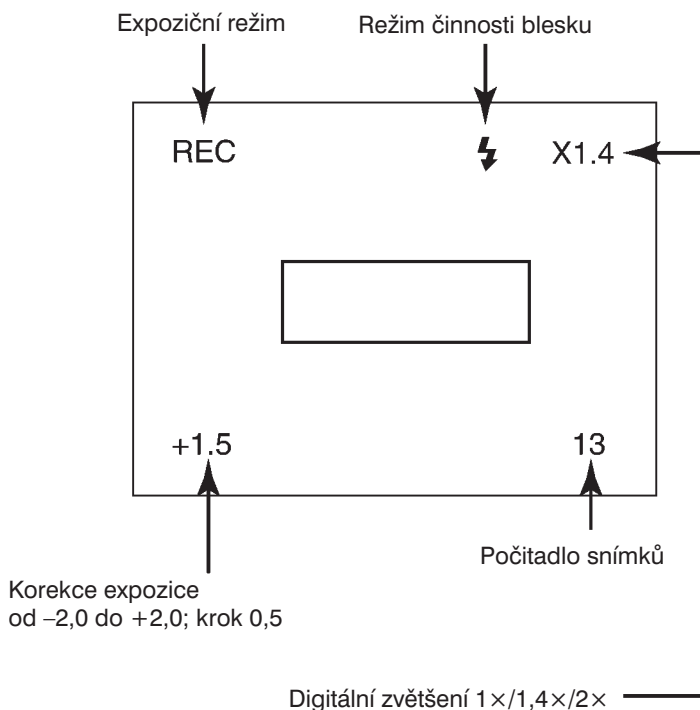 Expoziční režim
Režim činnosti blesku
REC
X1.4
+1.5
13
Počitadlo snímků
Korekce expozice
od –2,0 do +2,0; krok 0,5
Digitální zvětšení 1×/1,4×/2×